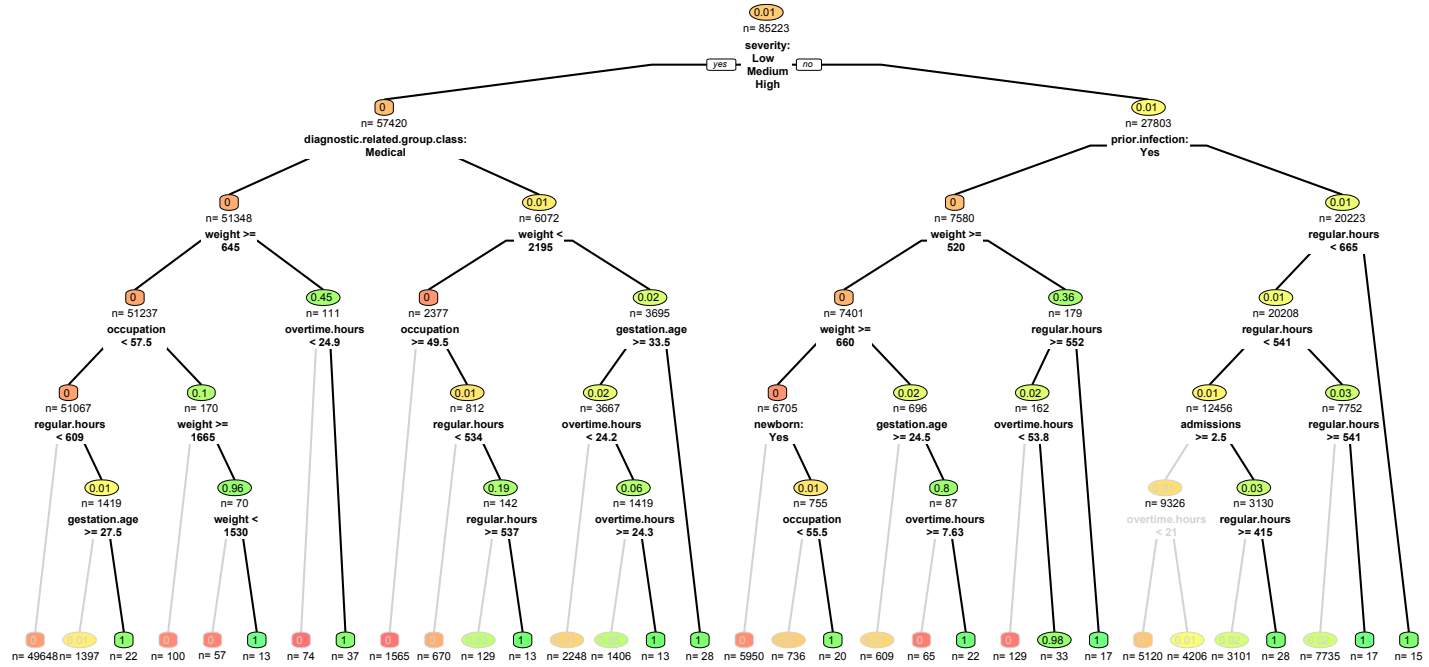 0.01
n= 85223
severity:
Low
Medium
High
yes
no
0
n= 57420
diagnostic.related.group.class:
Medical
0.01
n= 27803
prior.infection:
Yes
0
n= 51348
weight >=
645
0.01
n= 6072
weight <
2195
0
n= 7580
weight >=
520
0.01
n= 20223
regular.hours
< 665
0
n= 51237
occupation
< 57.5
0.45
n= 111
overtime.hours
< 24.9
0
n= 2377
occupation
>= 49.5
0.02
n= 3695
gestation.age
>= 33.5
0
n= 7401
weight >=
660
0.36
n= 179
regular.hours
>= 552
0.01
n= 20208
regular.hours
< 541
0
n= 51067
regular.hours
< 609
0.1
n= 170
weight >=
1665
0.01
n= 812
regular.hours
< 534
0.02
n= 3667
overtime.hours
< 24.2
0
n= 6705
newborn:
Yes
0.02
n= 696
gestation.age
>= 24.5
0.02
n= 162
overtime.hours
< 53.8
0.01
n= 12456
admissions
>= 2.5
0.03
n= 7752
regular.hours
>= 541
0.01
n= 1419
gestation.age
>= 27.5
0.96
n= 70
weight <
1530
0.19
n= 142
regular.hours
>= 537
0.06
n= 1419
overtime.hours
>= 24.3
0.01
n= 755
occupation
< 55.5
0.8
n= 87
overtime.hours
>= 7.63
n= 9326
overtime.hours
< 21
0.03
n= 3130
regular.hours
>= 415
0
n= 49648
0.01
n= 1397
1
n= 22
0
n= 100
0
n= 57
1
n= 13
0
n= 74
1
n= 37
0
n= 1565
0
n= 670
n= 129
1
n= 13
n= 2248
n= 1406
1
n= 13
1
n= 28
0
n= 5950
n= 736
1
n= 20
n= 609
0
n= 65
1
n= 22
0
n= 129
0.98
n= 33
1
n= 17
0
n= 5120
0.01
n= 4206
n= 3101
1
n= 28
n= 7735
1
n= 17
1
n= 15